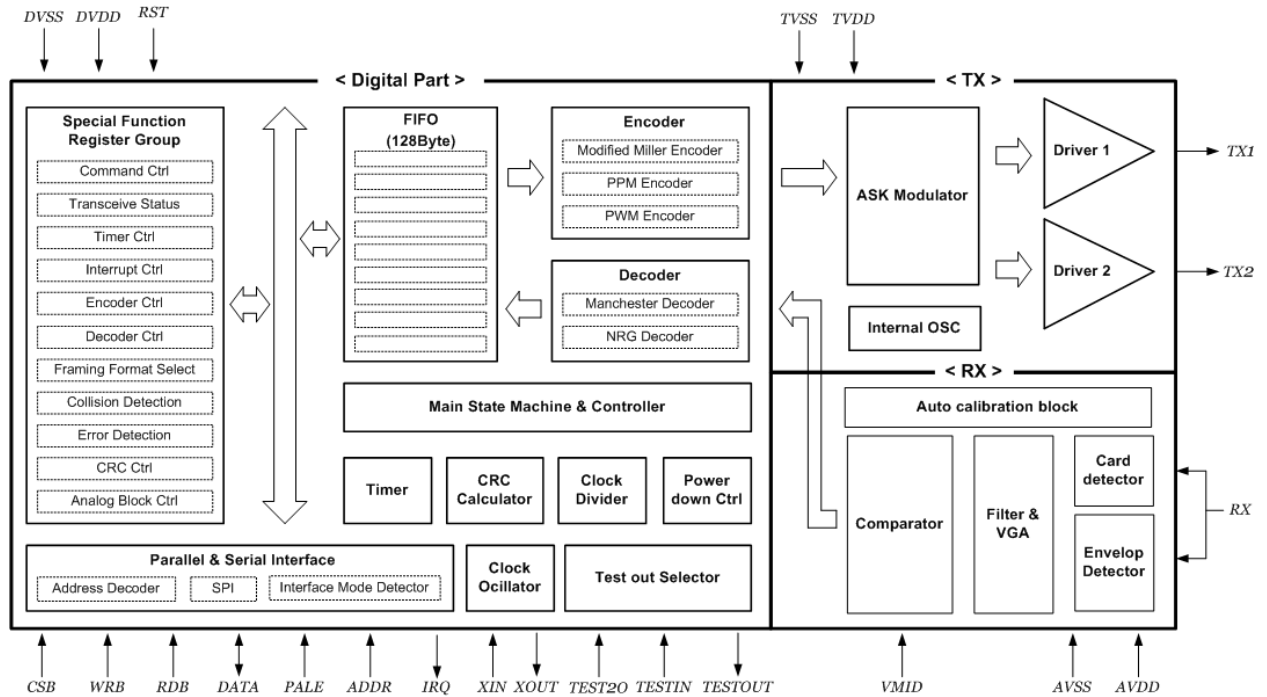 DVSS DVDD RST TVSS TVDD
< Digital Part >
Special Function
Register Group
Command Ctrl
Transceive Status
Timer Ctrl
Interrupt Ctrl
Encoder Ctrl
Decoder Ctrl
Framing Format Select
Collision Detection
Error Detection
CRC Ctrl
Analog Block Ctrl
FIFO
(128Byte)
Encoder
Modified Miller Encoder
PPM Encoder
PWM Encoder
Decoder
Manchester Decoder
NRG Decoder
Main State Machine & Controller
Timer
CRC
Calculator
Clock
Divider
Power
down Ctrl
Parallel & Serial Interface
Address Decoder
SPI
Interface Mode Detector
Clock
Ocillator
Test out Selector
< TX >
ASK Modulator
Driver 1
TX1
Driver 2
TX2
Internal OSC
< RX >
Auto calibration block
Comparator
Filter &
VGA
Card
detector
Envelop
Detector
RX
CSB WRB RDB DATA PALE ADDR IRQ XIN XOUT TEST2O TESTIN TESTOUT VMID AVSS AVDD